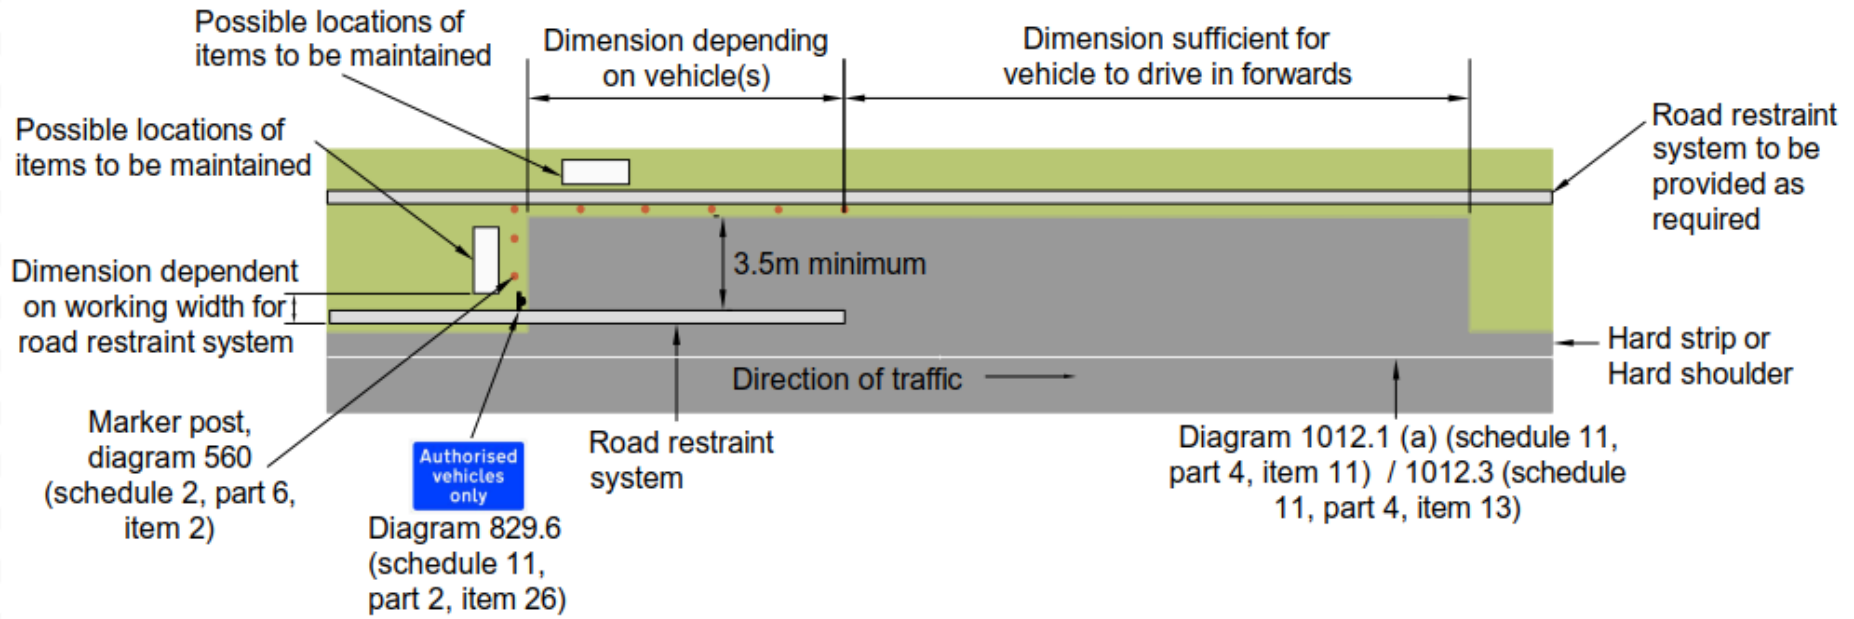 Possible locations of
items to be maintained
Dimension depending
on vehicle(s)
Dimension sufficient for
vehicle to drive in forwards
Road restraint
system to be
provided as
required
Possible locations of
items to be maintained
Dimension dependent
on working width for
road restraint system
3.5m minimum
Hard strip or
Hard shoulder
Direction of traffic
Marker post,
diagram 560
(schedule 2, part 6,
item 2)
Authorised
vehicles
only
Diagram 829.6
(schedule 11,
part 2, item 26)
Road restraint
system
Diagram 1012.1 (a) (schedule 11,
part 4, item 11) / 1012.3 (schedule
11, part 4, item 13)